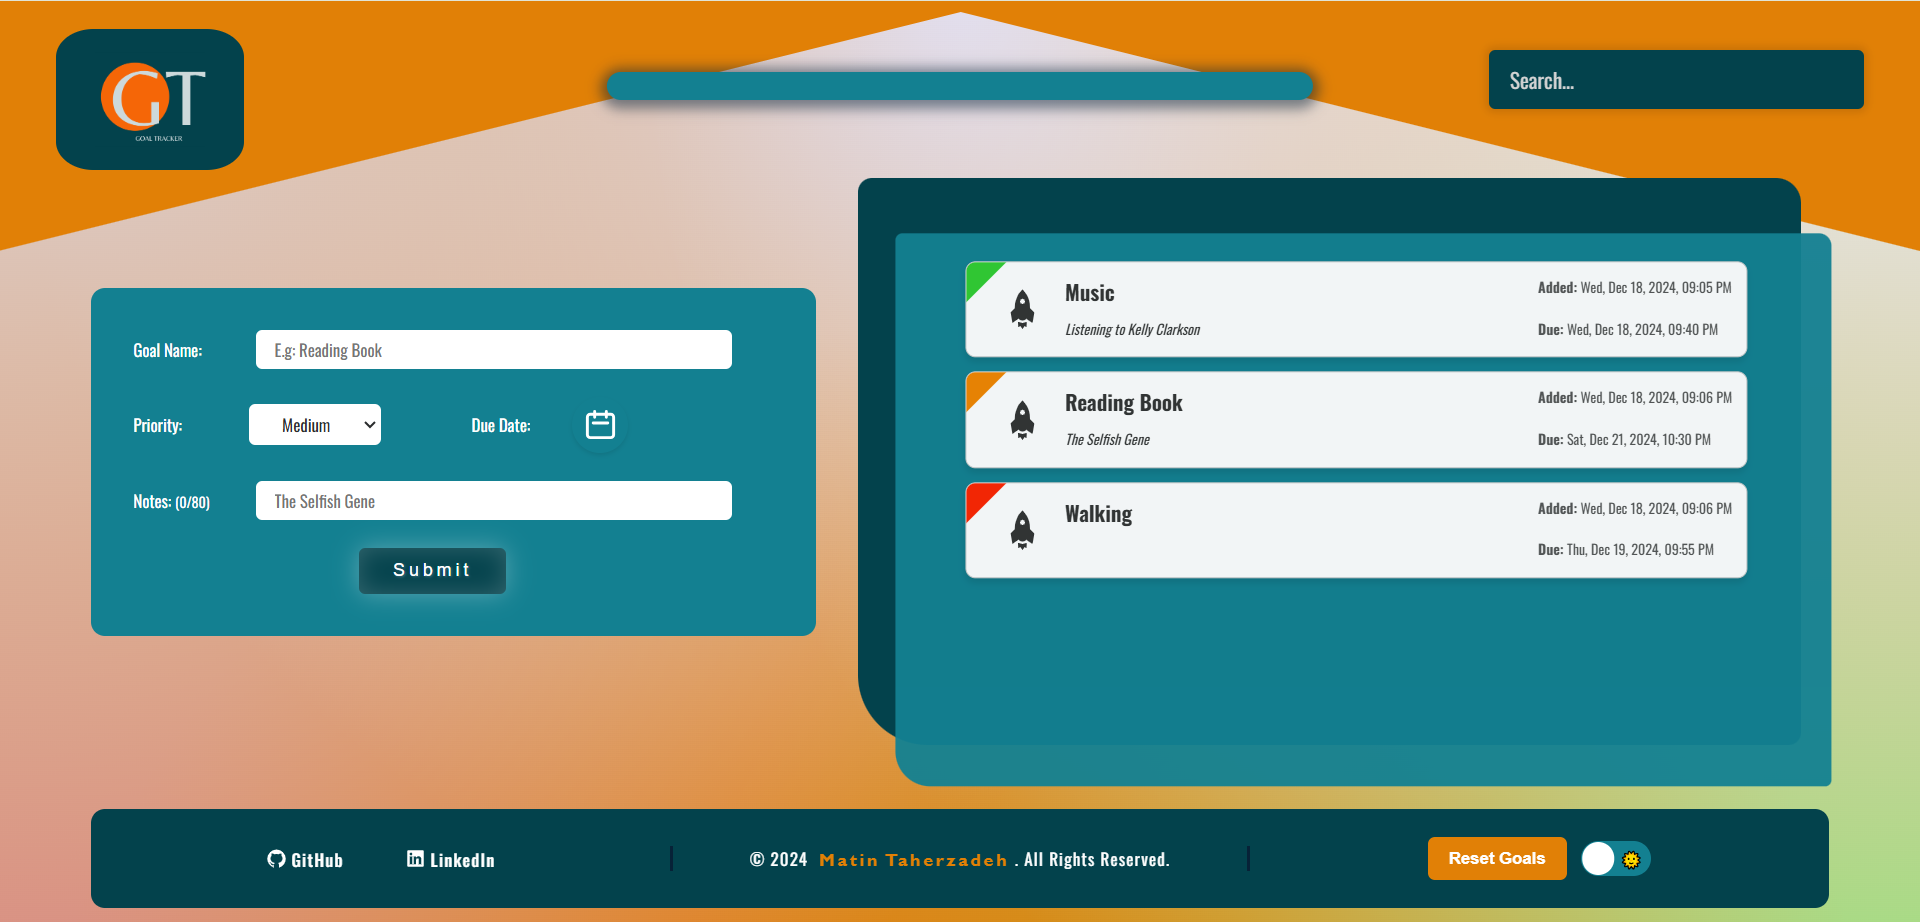 GT
GOAL TRACKER
Search...
Goal Name:
E.g: Reading Book
Priority:
Medium
Due Date:
Notes: (0/80)
The Selfish Gene
Submit
Music
Listening to Kelly Clarkson
Added: Wed, Dec 18, 2024, 09:05 PM
Due: Wed, Dec 18, 2024, 09:40 PM
Reading Book
The Selfish Gene
Added: Wed, Dec 18, 2024, 09:06 PM
Due: Sat, Dec 21, 2024, 10:30 PM
Walking
Added: Wed, Dec 18, 2024, 09:06 PM
Due: Thu, Dec 19, 2024, 09:55 PM
GitHub
LinkedIn
© 2024 Matin Taherzadeh . All Rights Reserved.
Reset Goals